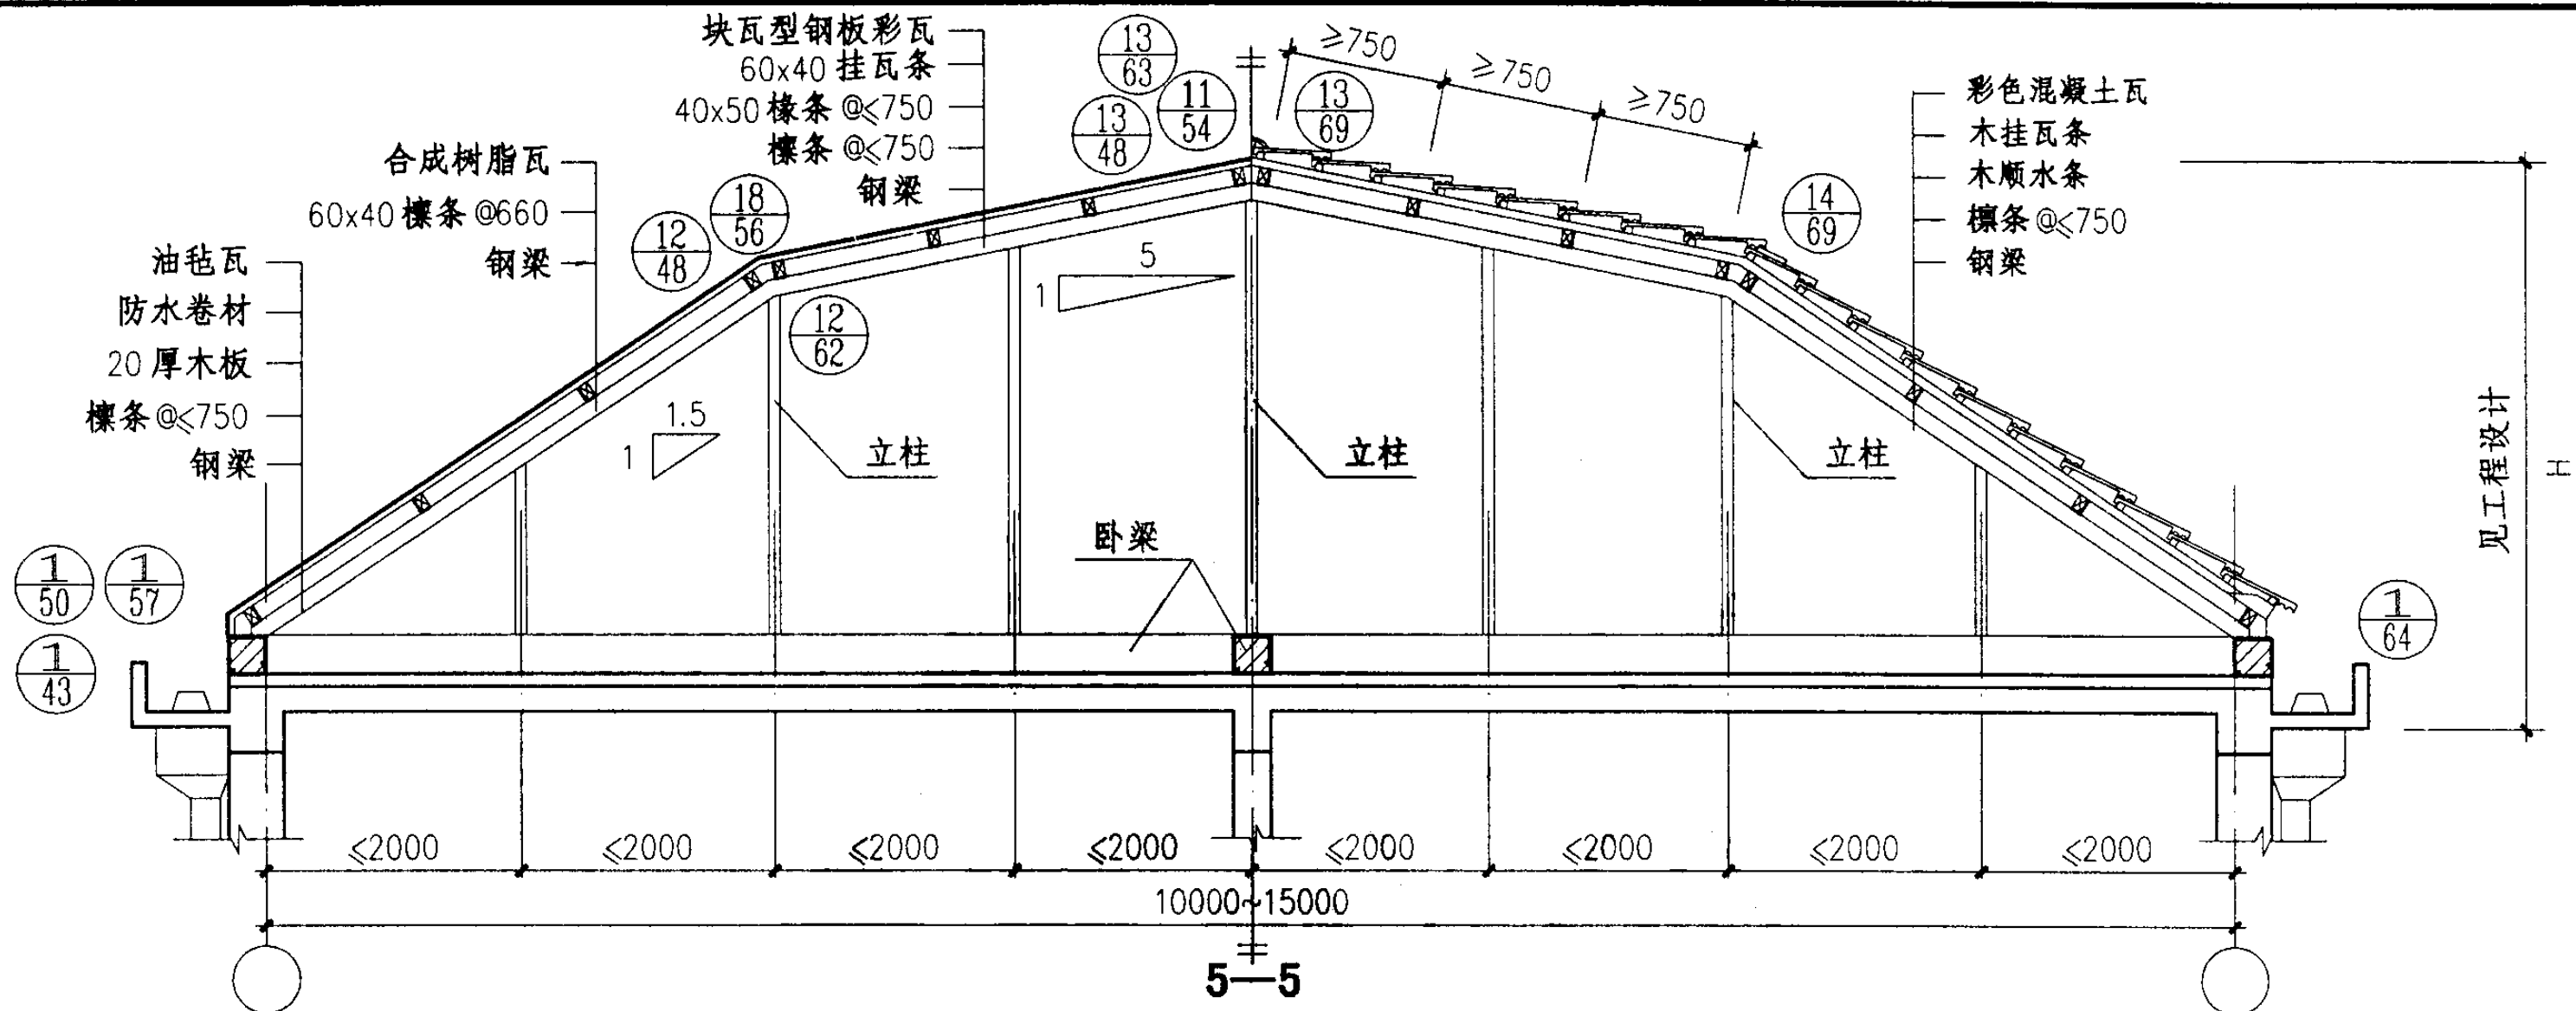 块瓦型钢板彩瓦
60x40 挂瓦条
40x50 椽条 @≤750
檩条 @≤750
钢梁
合成树脂瓦
60x40 檩条 @660
钢梁
油毡瓦
防水卷材
20 厚木板
檩条 @≤750
钢梁
13
63
11
54
13
48
13
69
18
56
12
48
12
62
14
69
≥750
≥750
≥750
彩色混凝土瓦
木挂瓦条
木顺水条
檩条 @≤750
钢梁
5
1
1.5
1
立柱
立柱
立柱
卧梁
见工程设计
H
1
50
1
57
1
43
1
64
≤2000
≤2000
≤2000
≤2000
≤2000
≤2000
≤2000
≤2000
10000~15000
5—5